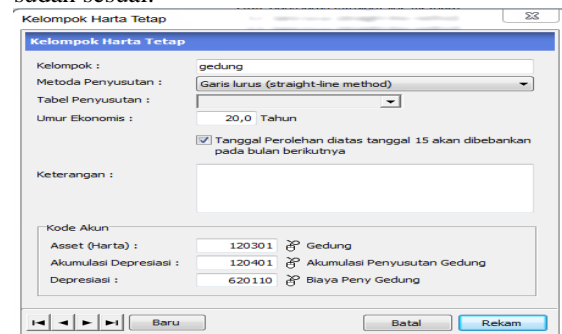 Kelompok Harta Tetap
Kelompok Harta Tetap
Kelompok : gedung
Metoda Penyusutan : Garis lurus (straight-line method)
Tabel Penyusutan :
Umur Ekonomis : 20,0 Tahun
Tanggal Perolehan diatas tanggal 15 akan dibebankan
pada bulan berikutnya
Keterangan :
Kode Akun
Asset (Harta) : 120301 Gedung
Akumulasi Depresiasi : 120401 Akumulasi Penyusutan Gedung
Depresiasi : 620110 Biaya Peny Gedung
Baru Batal Rekam